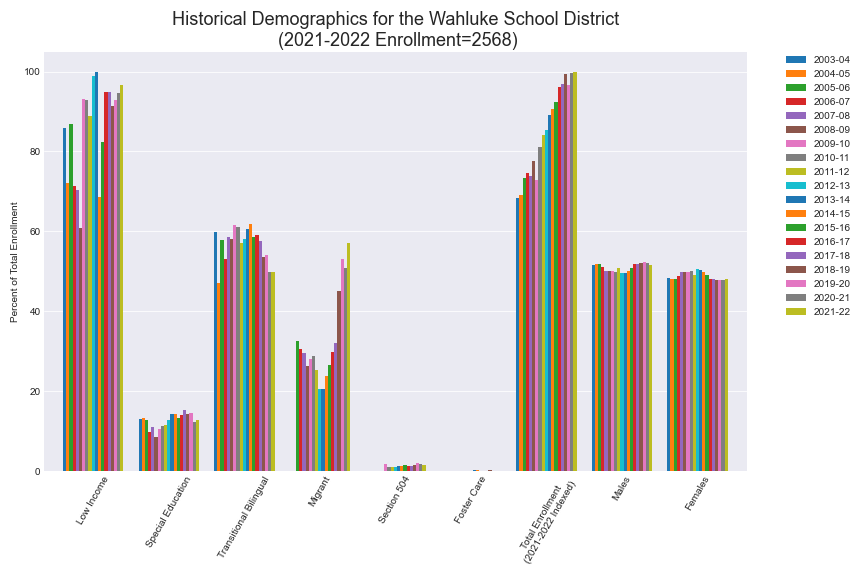 Historical Demographics for the Wahluke School District
(2021-2022 Enrollment=2568)
Percent of Total Enrollment
100
80
60
40
20
0
Low Income
Special Education
Transitional Bilingual
Migrant
Section 504
Foster Care
Total Enrollment
(2021-2022 Indexed)
Males
Females
2003-04
2004-05
2005-06
2006-07
2007-08
2008-09
2009-10
2010-11
2011-12
2012-13
2013-14
2014-15
2015-16
2016-17
2017-18
2018-19
2019-20
2020-21
2021-22